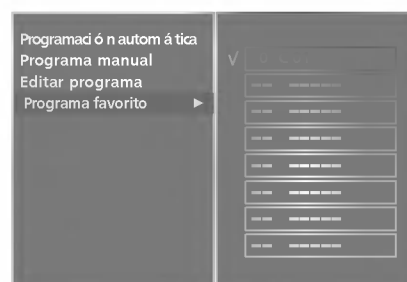 Programaci ó n autom á tica
Programa manual
Editar programa
Programa favorito ►
√
-- -----
-- -----
-- -----
-- -----
-- -----
-- -----
-- -----